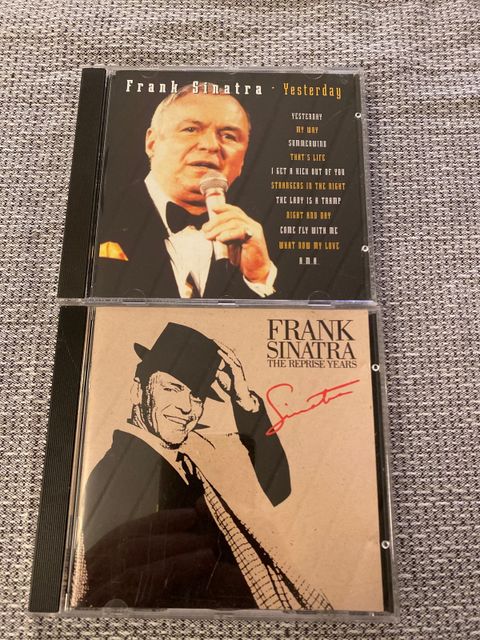 Frank Sinatra · Yesterday
YESTERDAY
MY WAY
SUMMERWIND
THAT'S LIFE
I GET A KICK OUT OF YOU
STRANGERS IN THE NIGHT
THE LADY IS A TRAMP
NIGHT AND DAY
COME FLY WITH ME
WHAT NOW MY LOVE
A.M.A.
FRANK
SINATRA
THE REPRISE YEARS
Sinatra